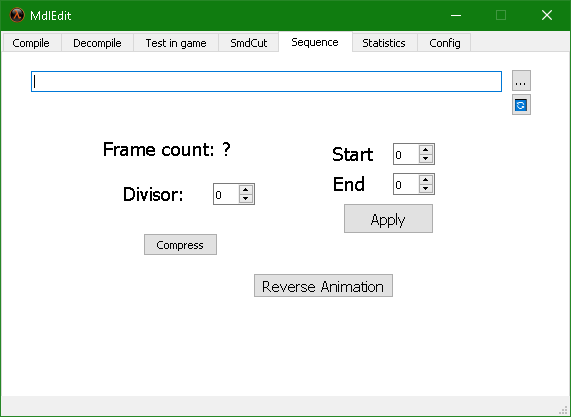 MdlEdit
Compile Decompile Test in game SmdCut Sequence Statistics Config
...
Frame count: ?
Start 0
End 0
Divisor: 0
Apply
Compress
Reverse Animation